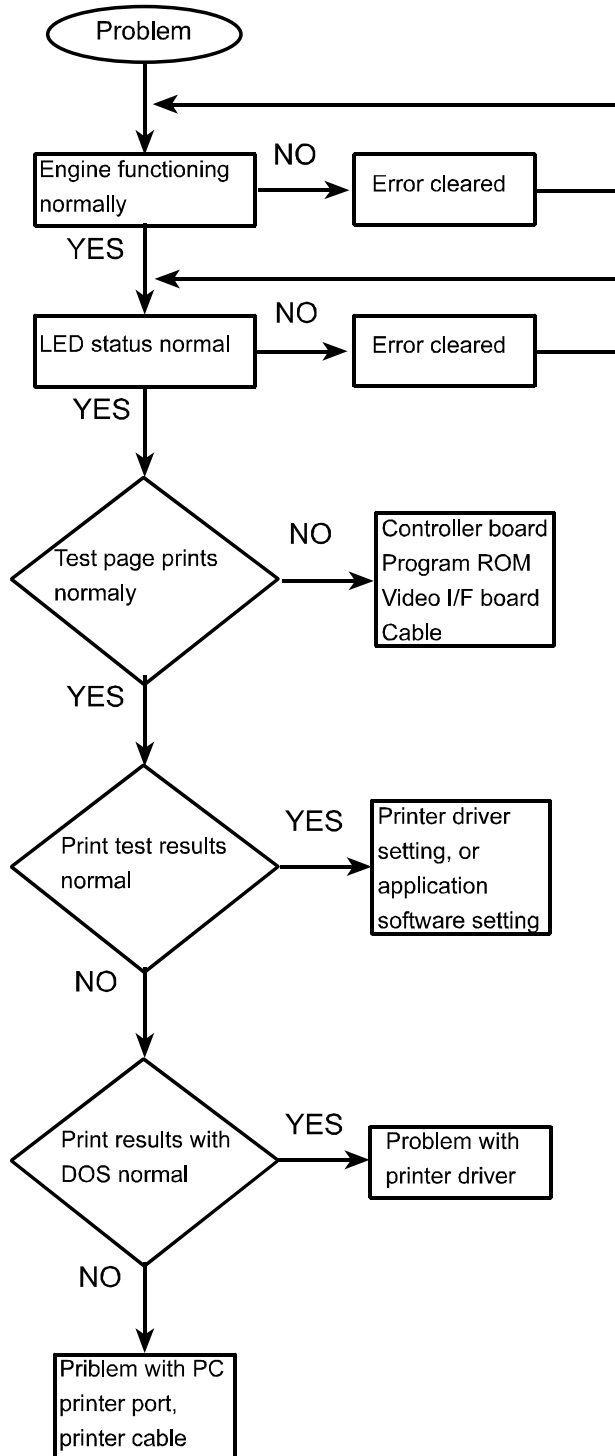 Problem
Engine functioning
normally
NO
Error cleared
YES
LED status normal
NO
Error cleared
YES
Test page prints
normaly
NO
Controller board
Program ROM
Video I/F board
Cable
YES
Print test results
normal
YES
Printer driver
setting, or
application
software setting
NO
Print results with
DOS normal
YES
Problem with
printer driver
NO
Priblem with PC
printer port,
printer cable